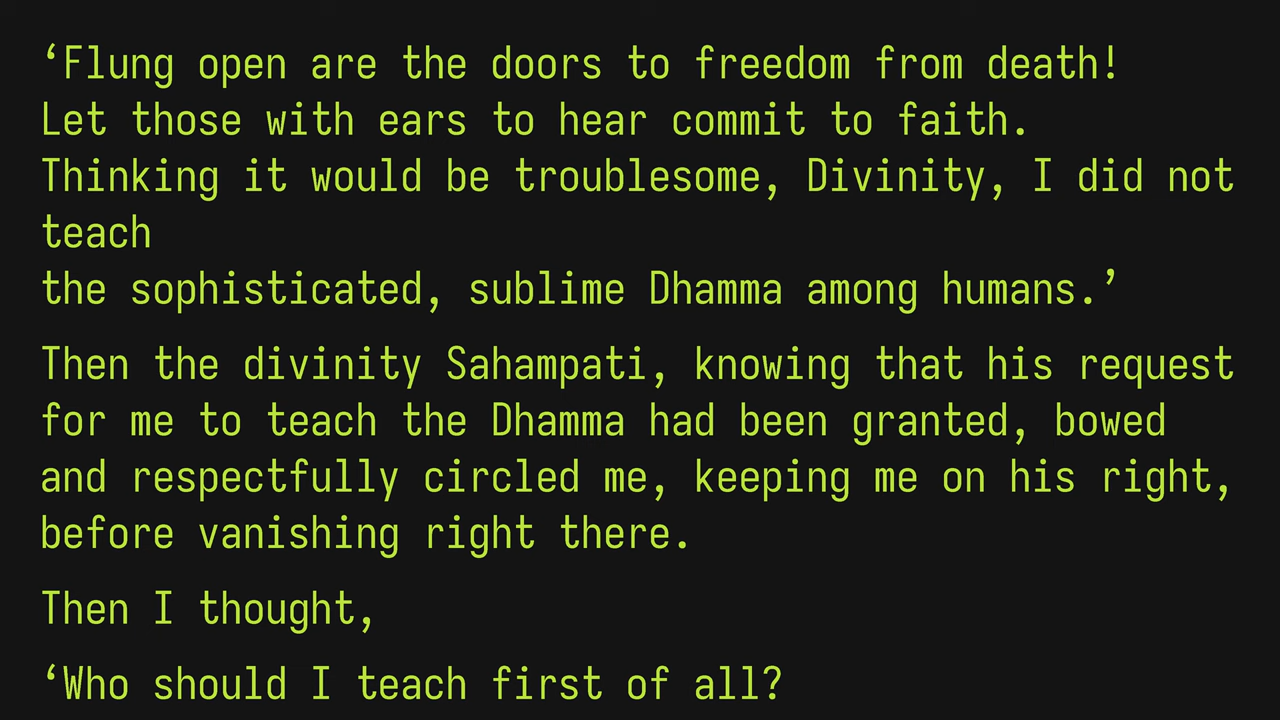 ‘Flung open are the doors to freedom from death!
Let those with ears to hear commit to faith.
Thinking it would be troublesome, Divinity, I did not
teach
the sophisticated, sublime Dhamma among humans.’
Then the divinity Sahampati, knowing that his request
for me to teach the Dhamma had been granted, bowed
and respectfully circled me, keeping me on his right,
before vanishing right there.
Then I thought,
‘Who should I teach first of all?